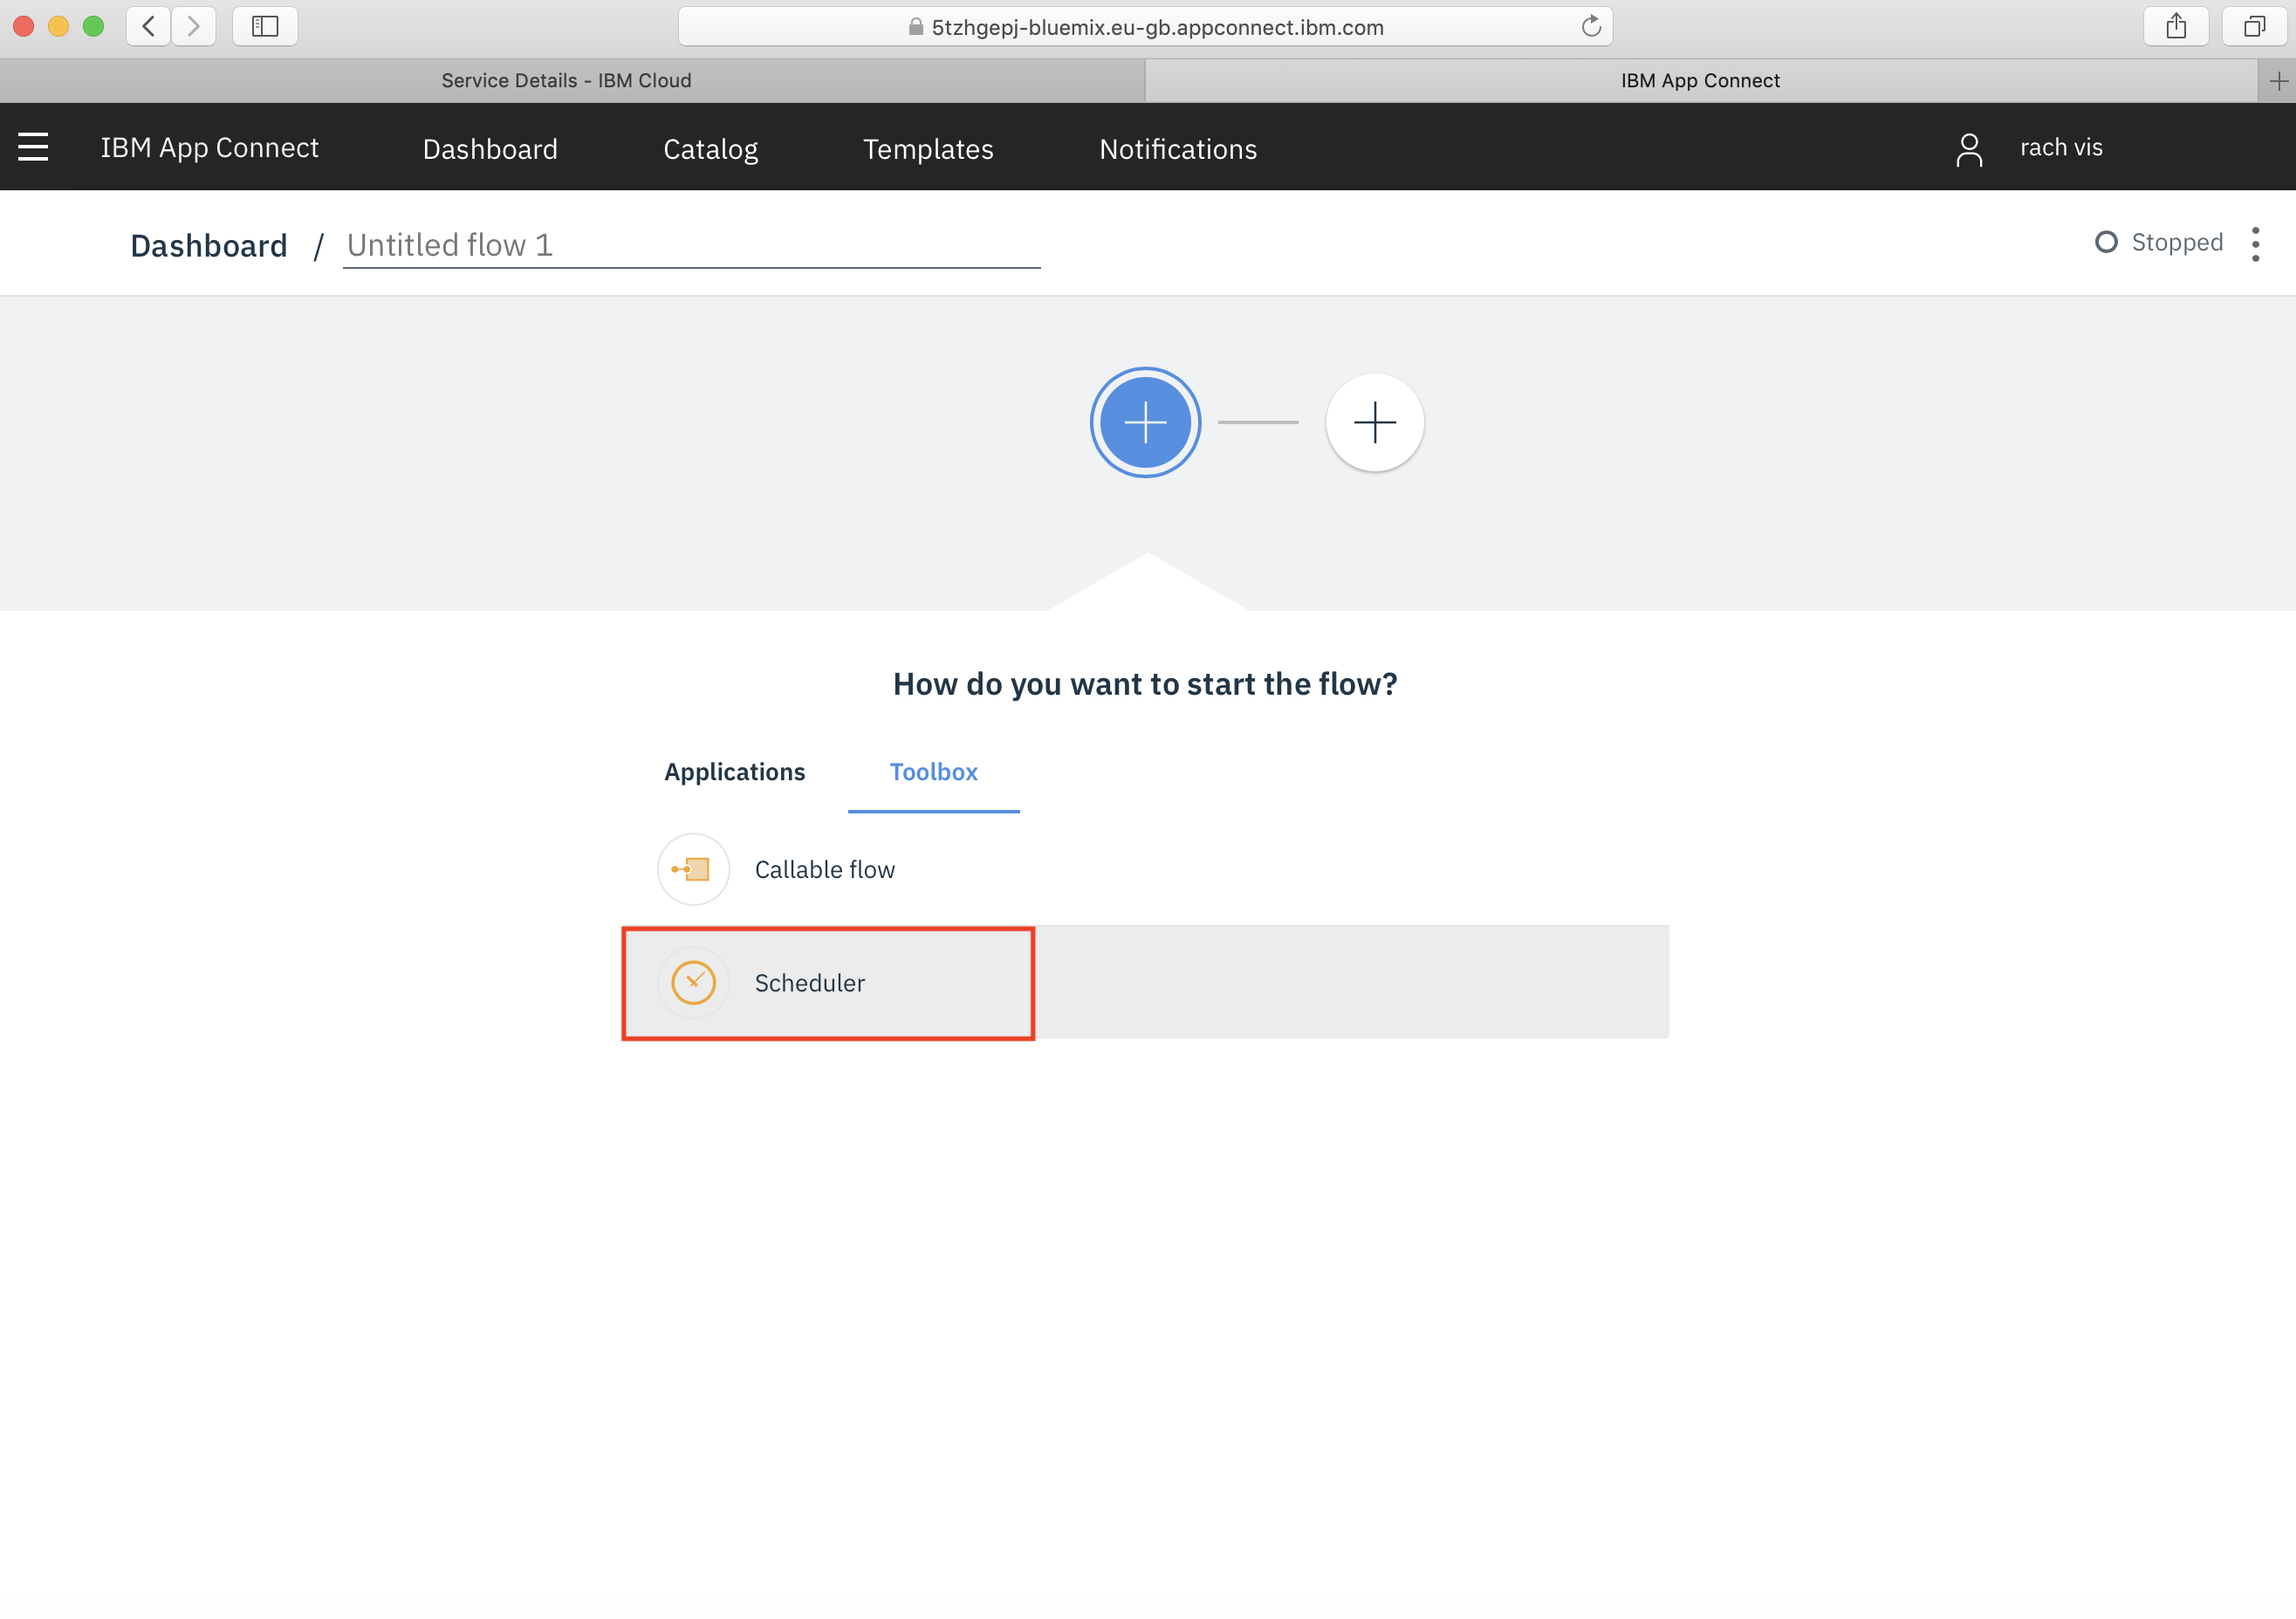 5tzhgepj-bluemix.eu-gb.appconnect.ibm.com
Service Details - IBM Cloud
IBM App Connect
IBM App Connect
Dashboard
Catalog
Templates
Notifications
rach vis
Dashboard / Untitled flow 1
Stopped
How do you want to start the flow?
Applications
Toolbox
Callable flow
Scheduler